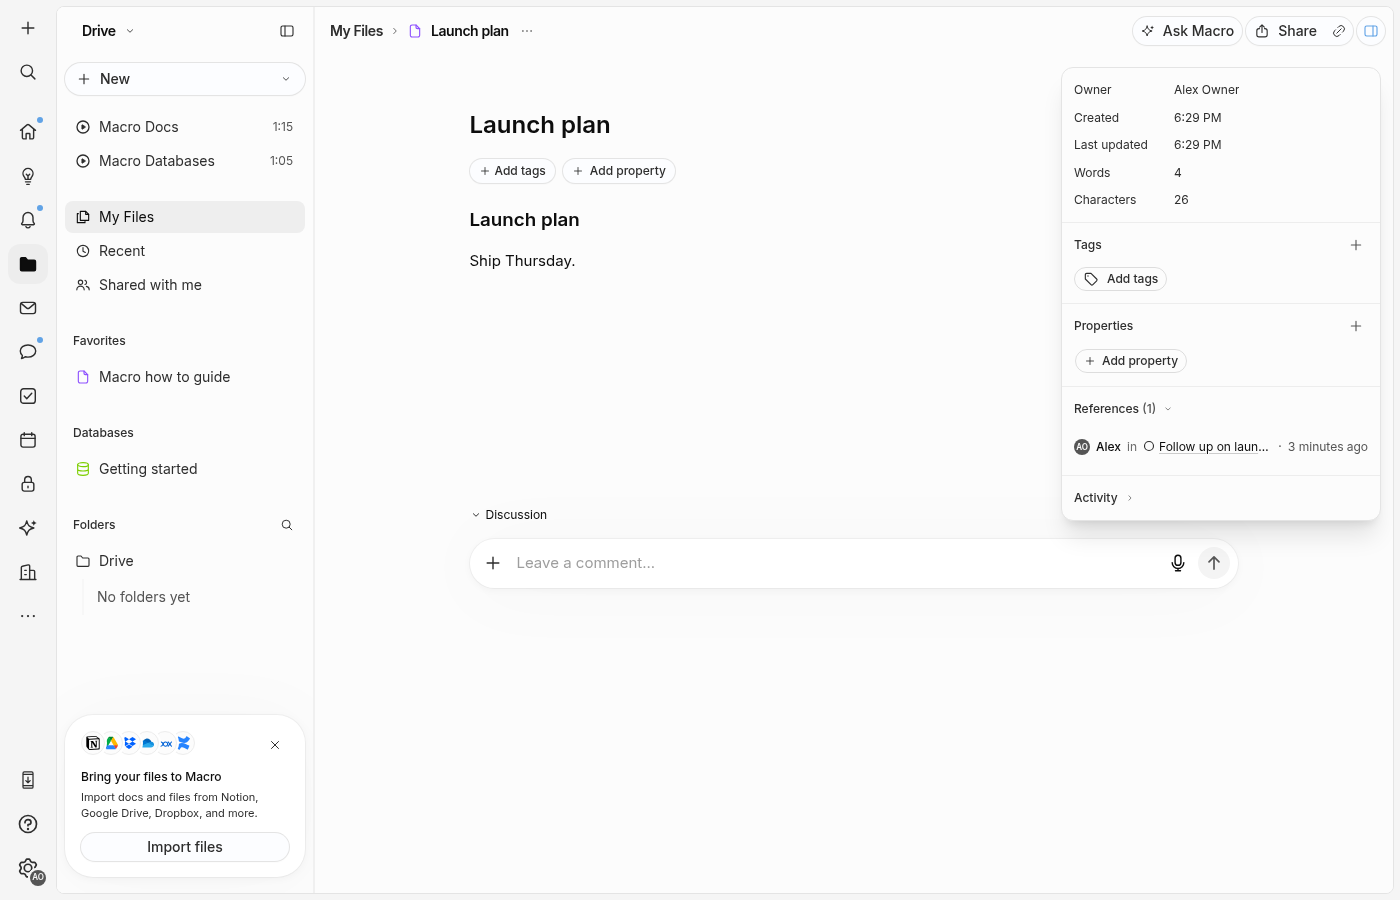 Drive
My Files
Launch plan
Ask Macro
Share
New
Macro Docs 1:15
Macro Databases 1:05
My Files
Recent
Shared with me
Favorites
Macro how to guide
Databases
Getting started
Folders
Drive
No folders yet
Bring your files to Macro
Import docs and files from Notion,
Google Drive, Dropbox, and more.
Import files
AO
Launch plan
Add tags
Add property
Launch plan
Ship Thursday.
Discussion
Leave a comment...
Owner Alex Owner
Created 6:29 PM
Last updated 6:29 PM
Words 4
Characters 26
Tags
Add tags
Properties
Add property
References (1)
AO Alex in Follow up on laun... · 3 minutes ago
Activity